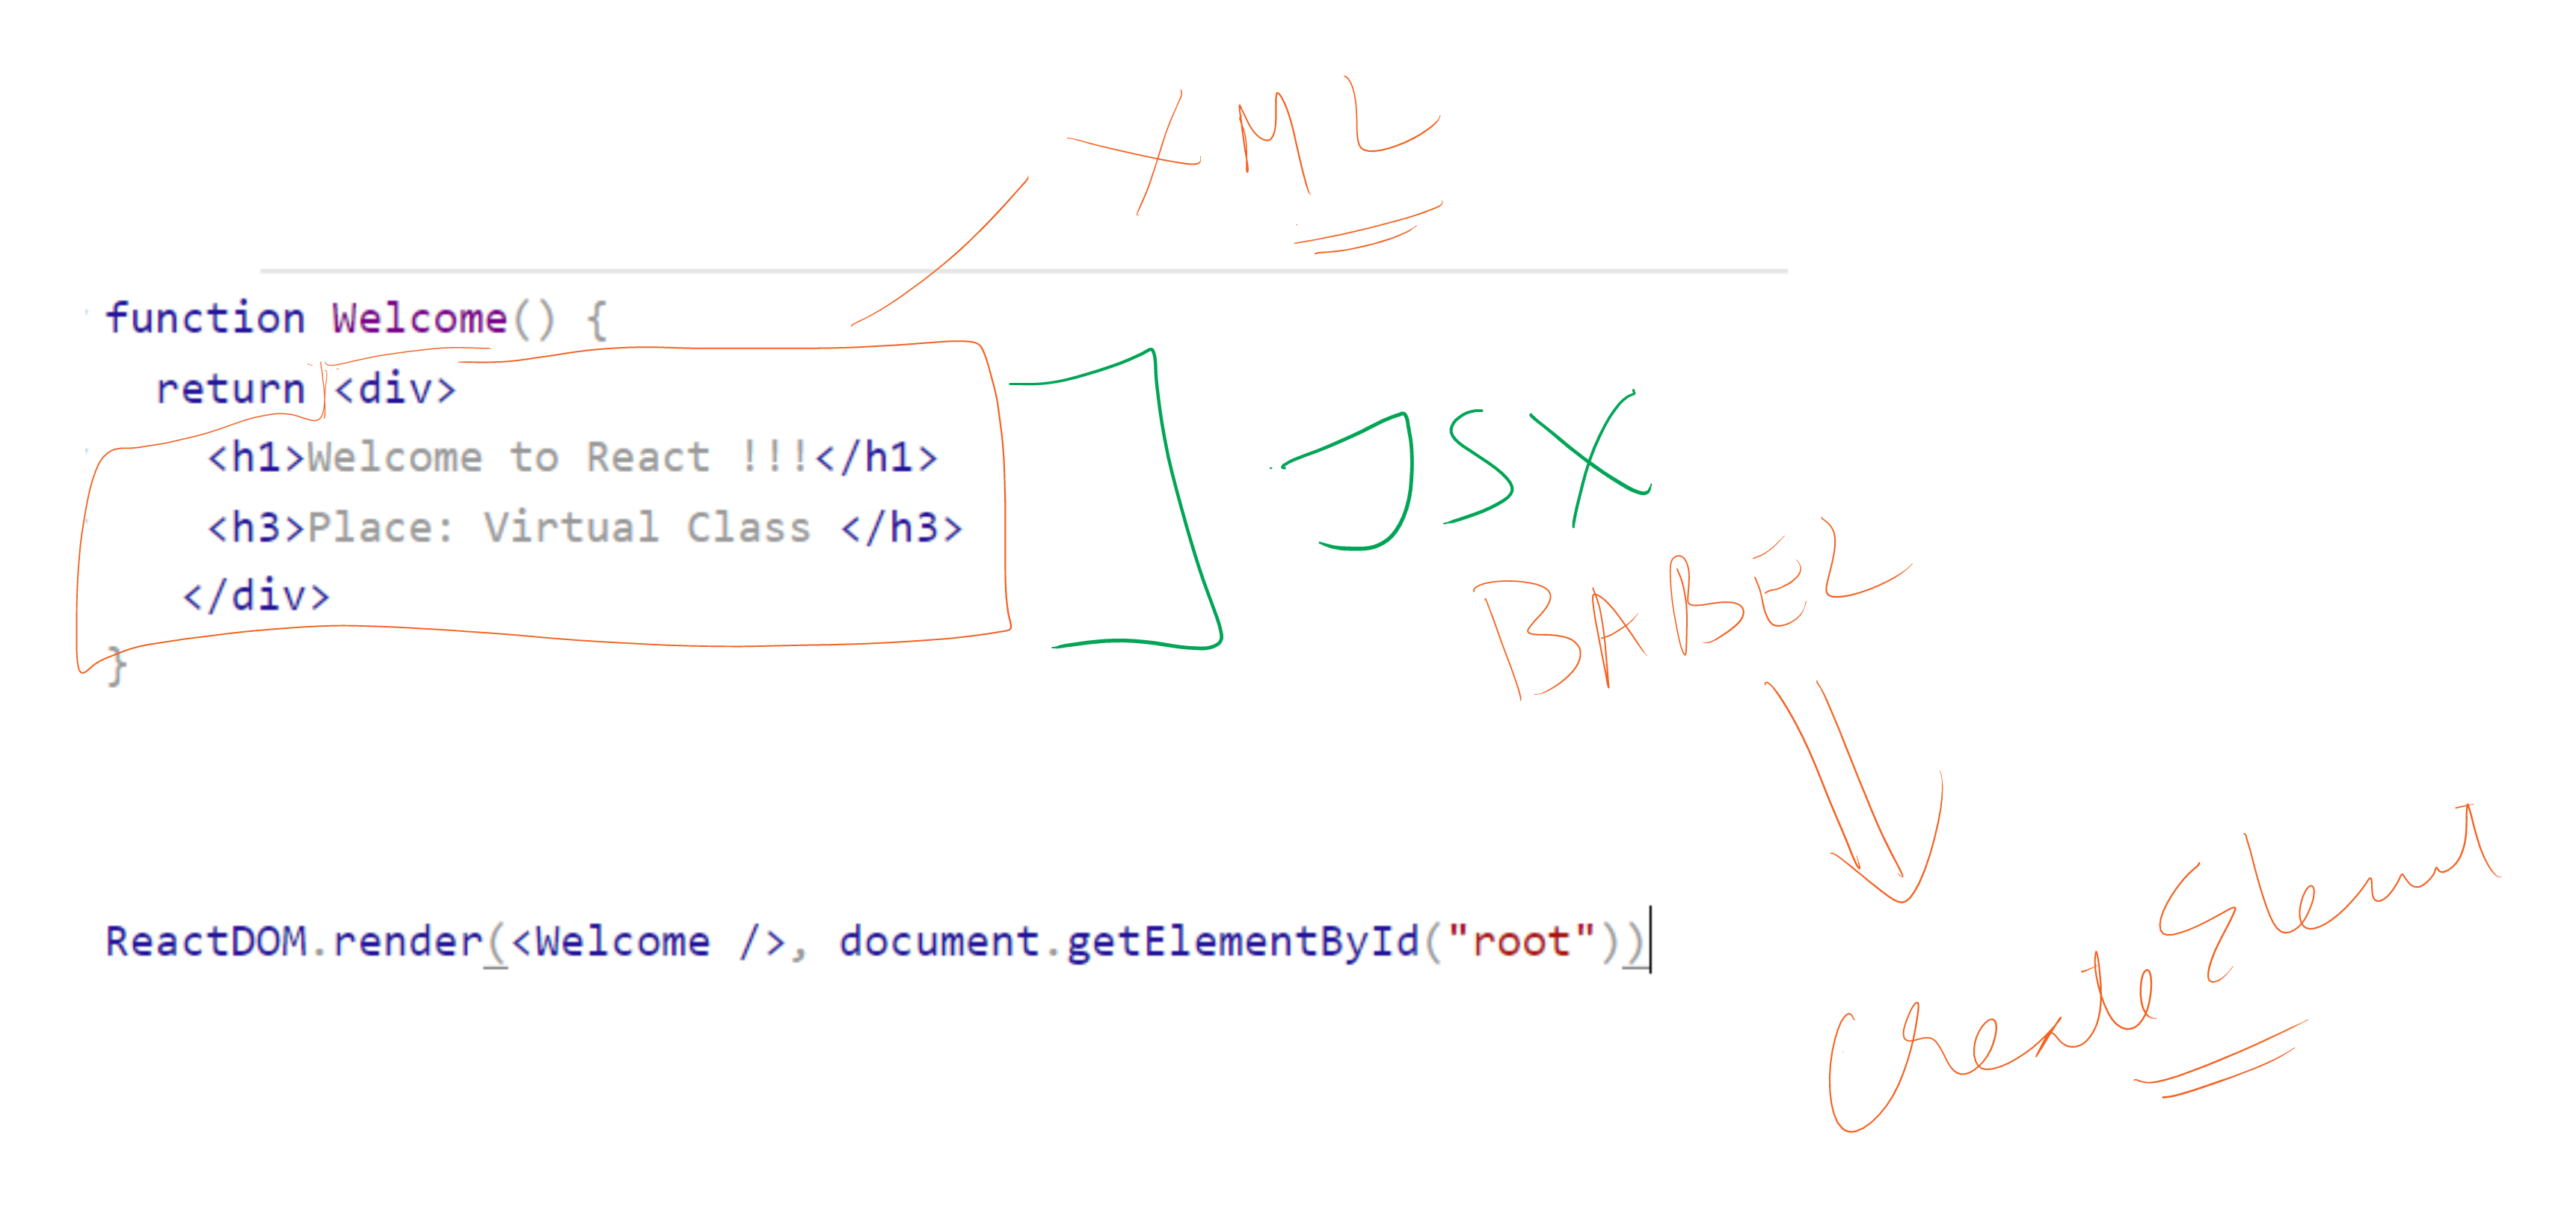 XML
function Welcome() {
return <div>
<h1>Welcome to React !!!</h1>
<h3>Place: Virtual Class </h3>
</div>
}
JSX
BABEL
ReactDOM.render(<Welcome />, document.getElementById("root"))
Create